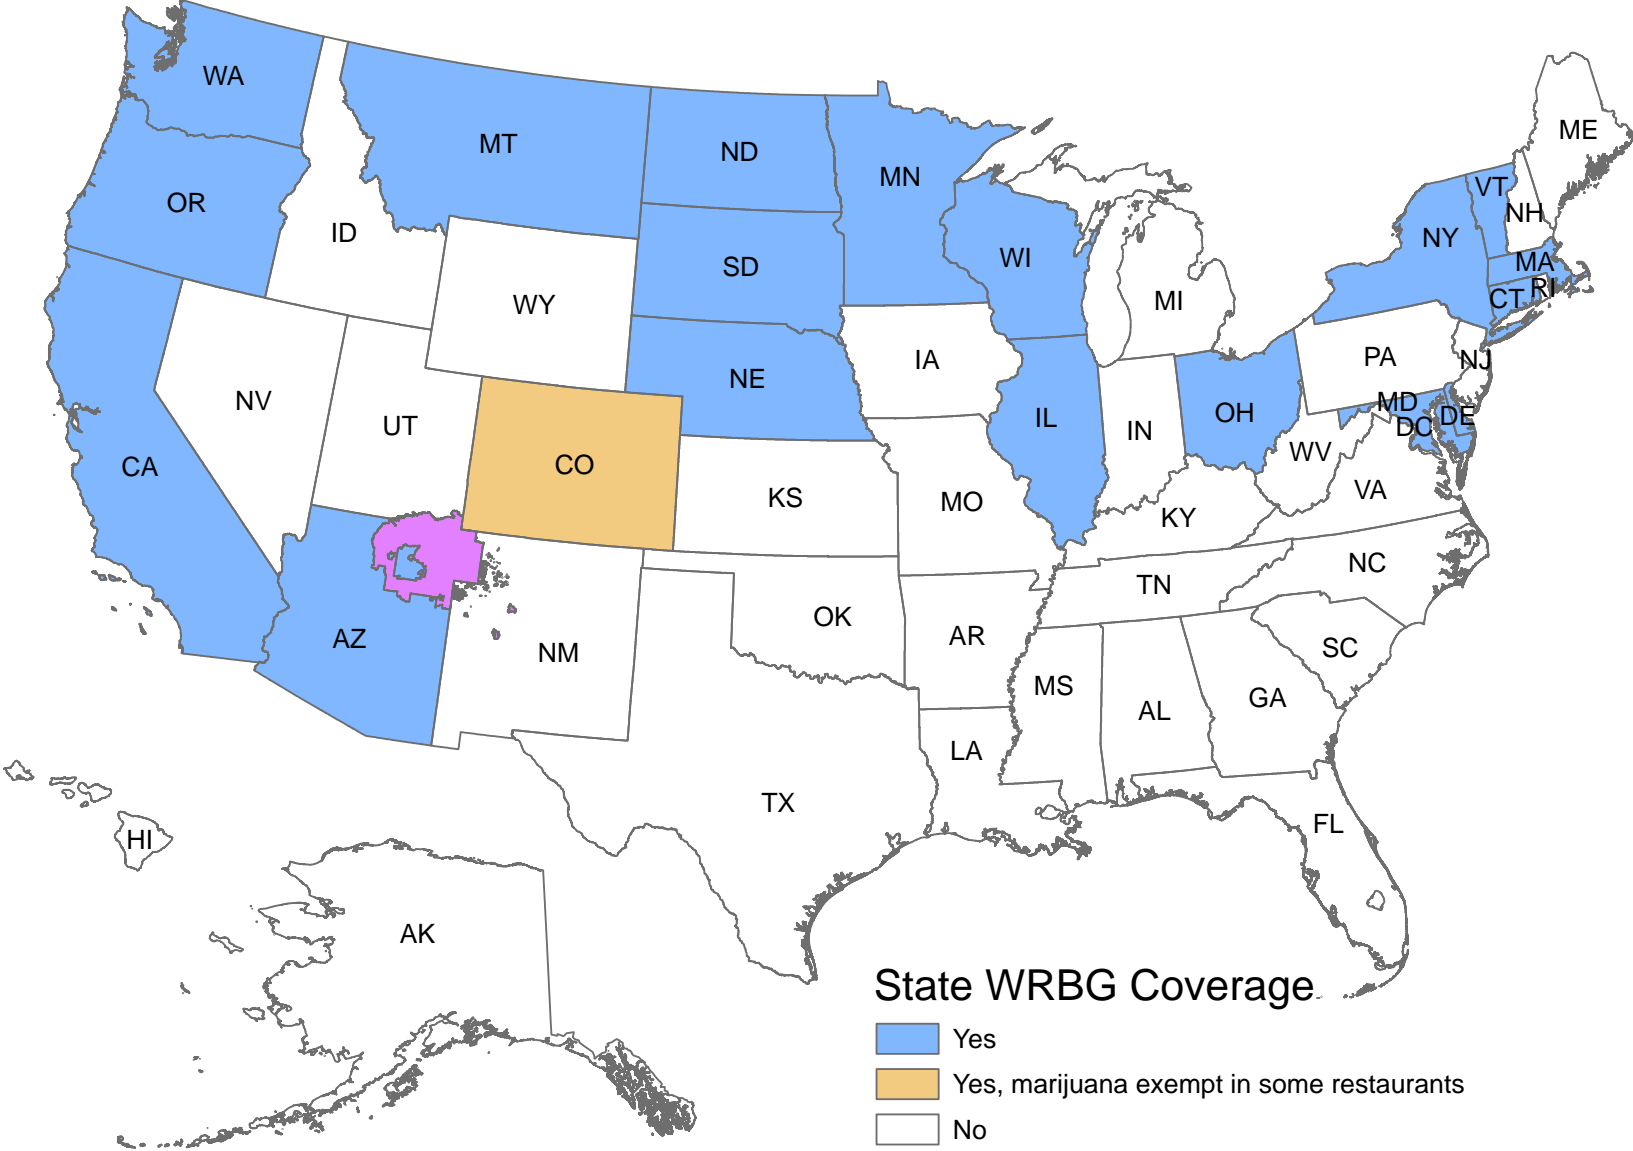 WA
ME
MT
ND
MN
VT
OR
NH
ID
NY
SD
WI
MA
RI
CT
WY
MI
IA
PA
NJ
NE
NV
MD
UT
OH
DE
IL
DC
IN
CO
CA
WV
VA
KS
MO
KY
NC
TN
OK
AR
AZ
SC
NM
MS
GA
AL
LA
TX
FL
HI
AK
State WRBG Coverage
Yes
Yes, marijuana exempt in some restaurants
No